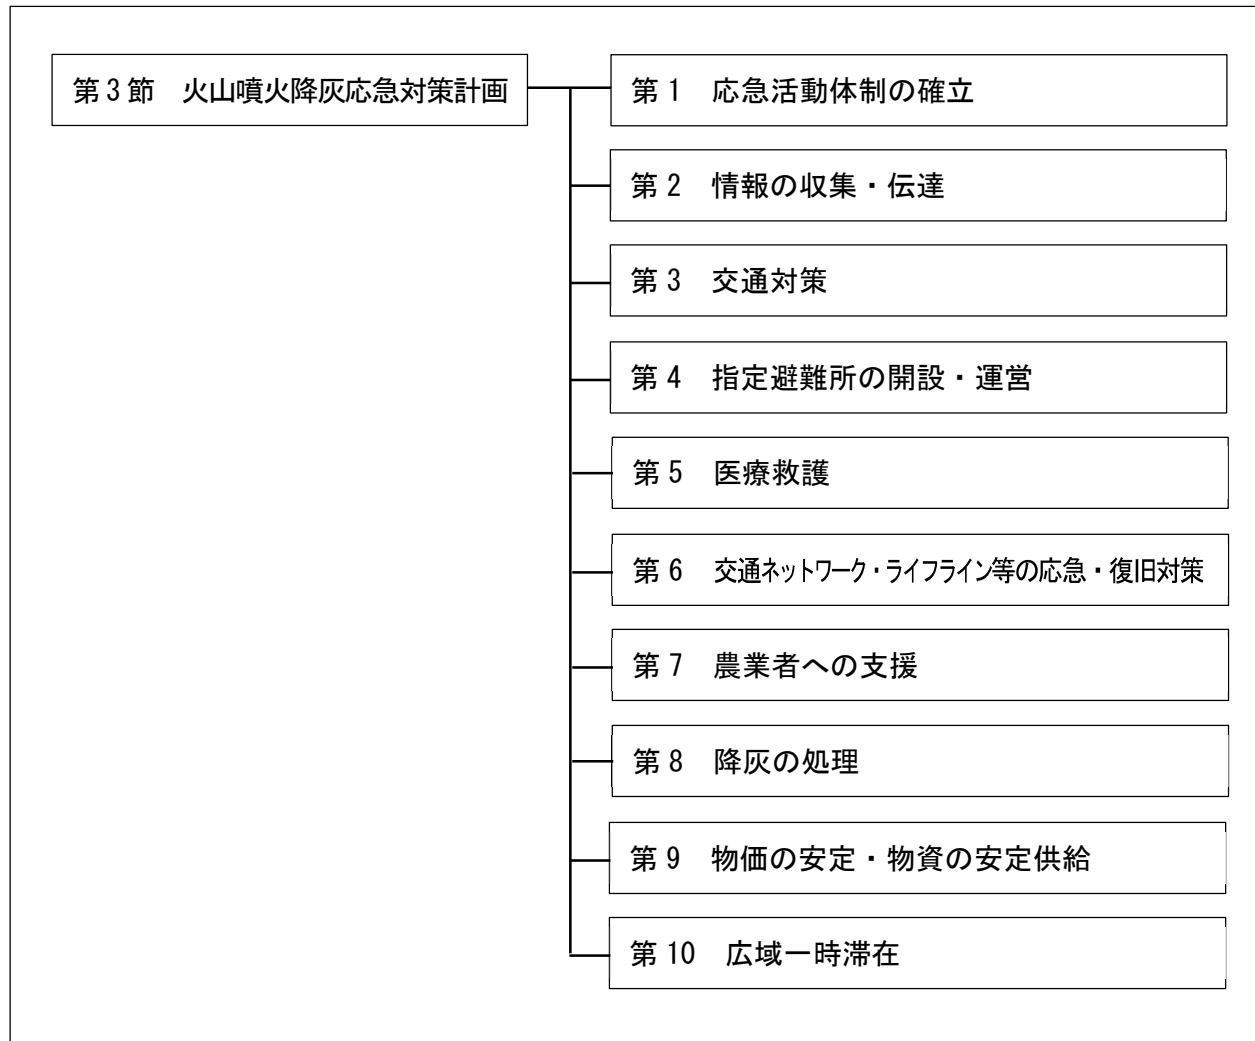 第3節　火山噴火降灰応急対策計画
第1　応急活動体制の確立
第2　情報の収集・伝達
第3　交通対策
第4　指定避難所の開設・運営
第5　医療救護
第6　交通ネットワーク・ライフライン等の応急・復旧対策
第7　農業者への支援
第8　降灰の処理
第9　物価の安定・物資の安定供給
第10　広域一時滞在